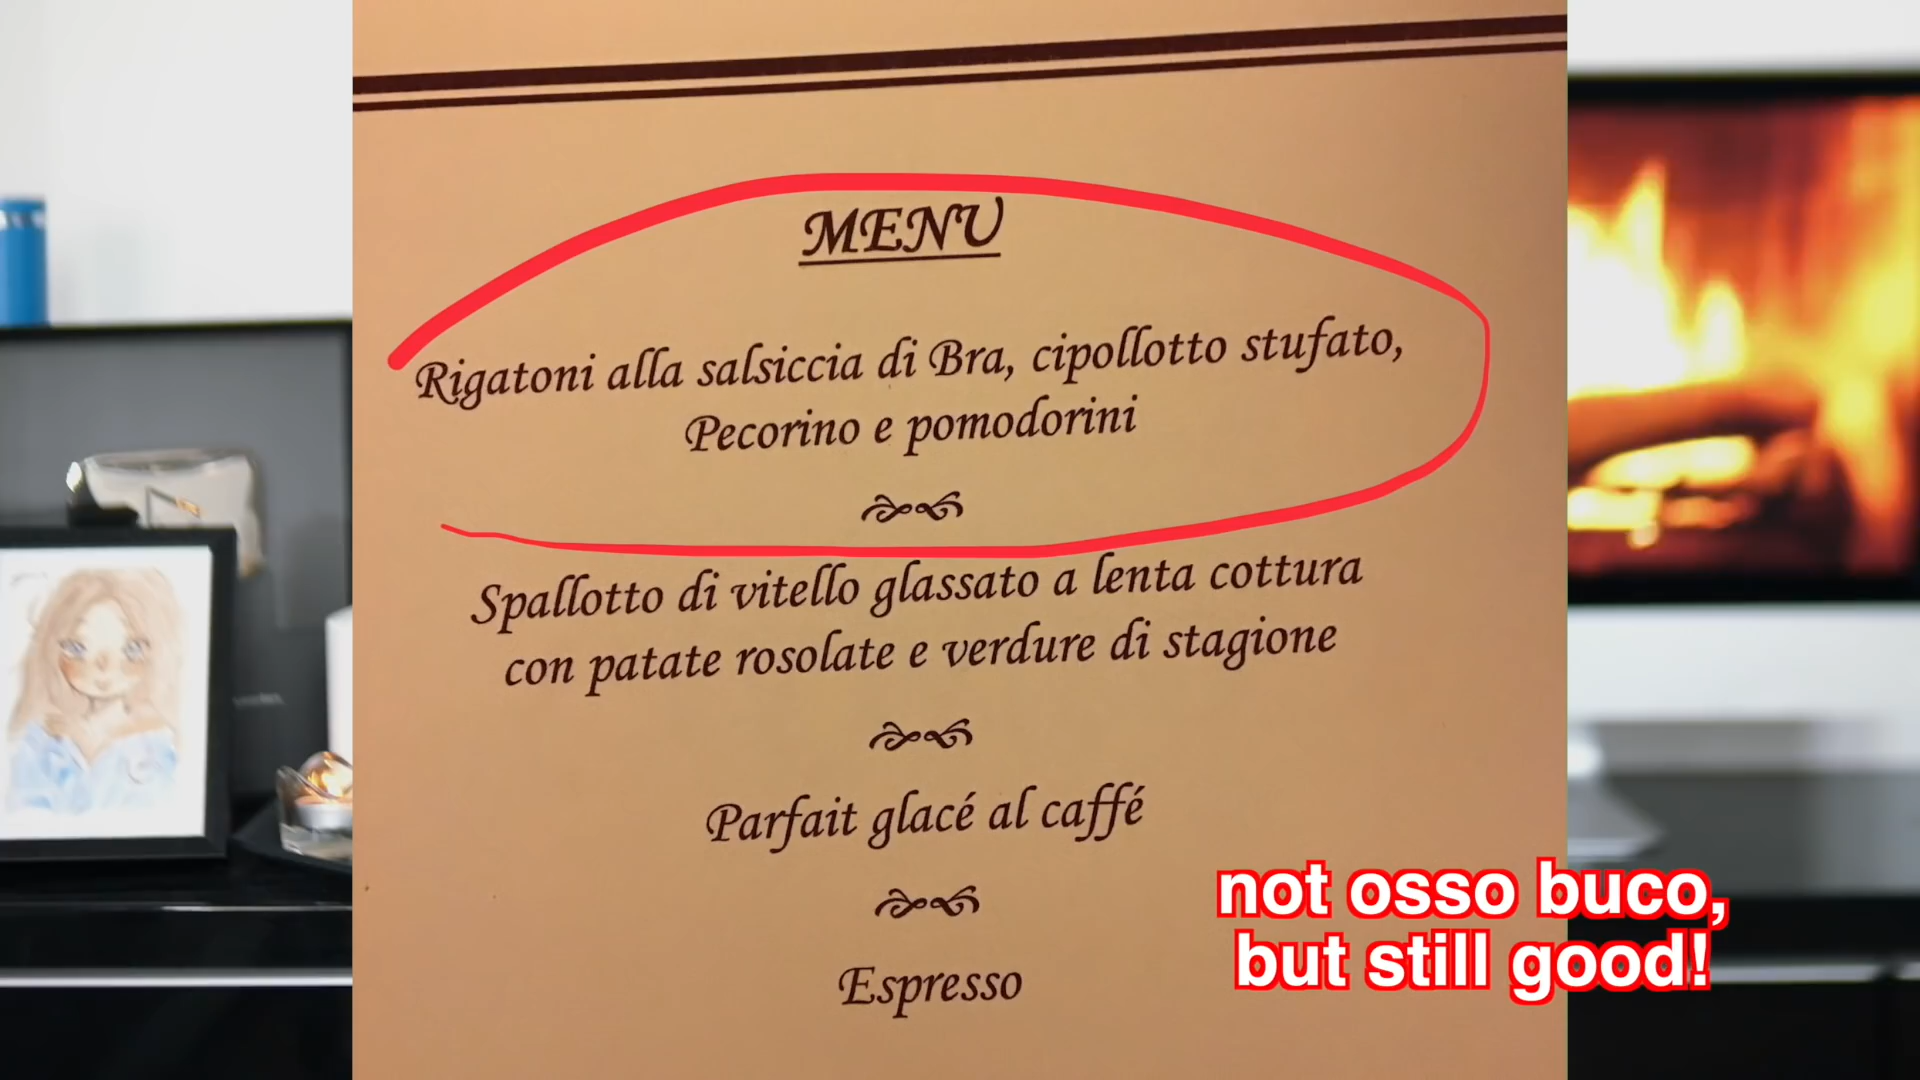 MENU
Rigatoni alla salsiccia di Bra, cipollotto stufato,
Pecorino e pomodorini
Spallotto di vitello glassato a lenta cottura
con patate rosolate e verdure di stagione
Parfait glacé al caffé
Espresso
not osso buco,
but still good!